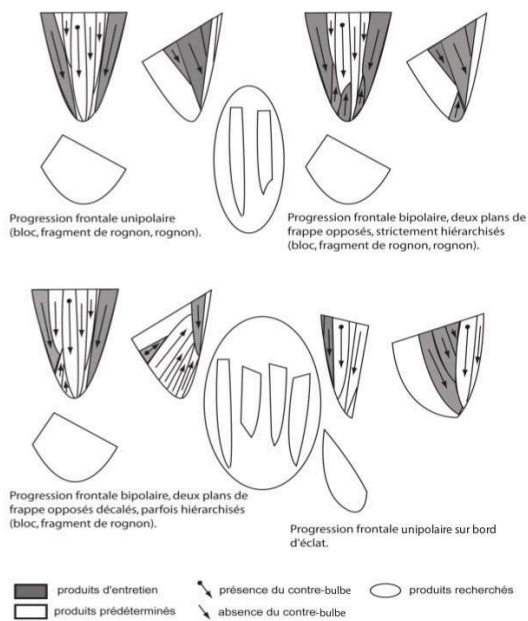 Progression frontale unipolaire
(bloc, fragment de rognon, rognon).
Progression frontale bipolaire, deux plans de
frappe opposés, strictement hiérarchisés
(bloc, fragment de rognon, rognon).
Progression frontale bipolaire, deux plans de
frappe opposés décalés, parfois hiérarchisés
(bloc, fragment de rognon).
Progression frontale unipolaire sur bord
d'éclat.
produits d'entretien
présence du contre-bulbe
produits recherchés
produits prédéterminés
absence du contre-bulbe